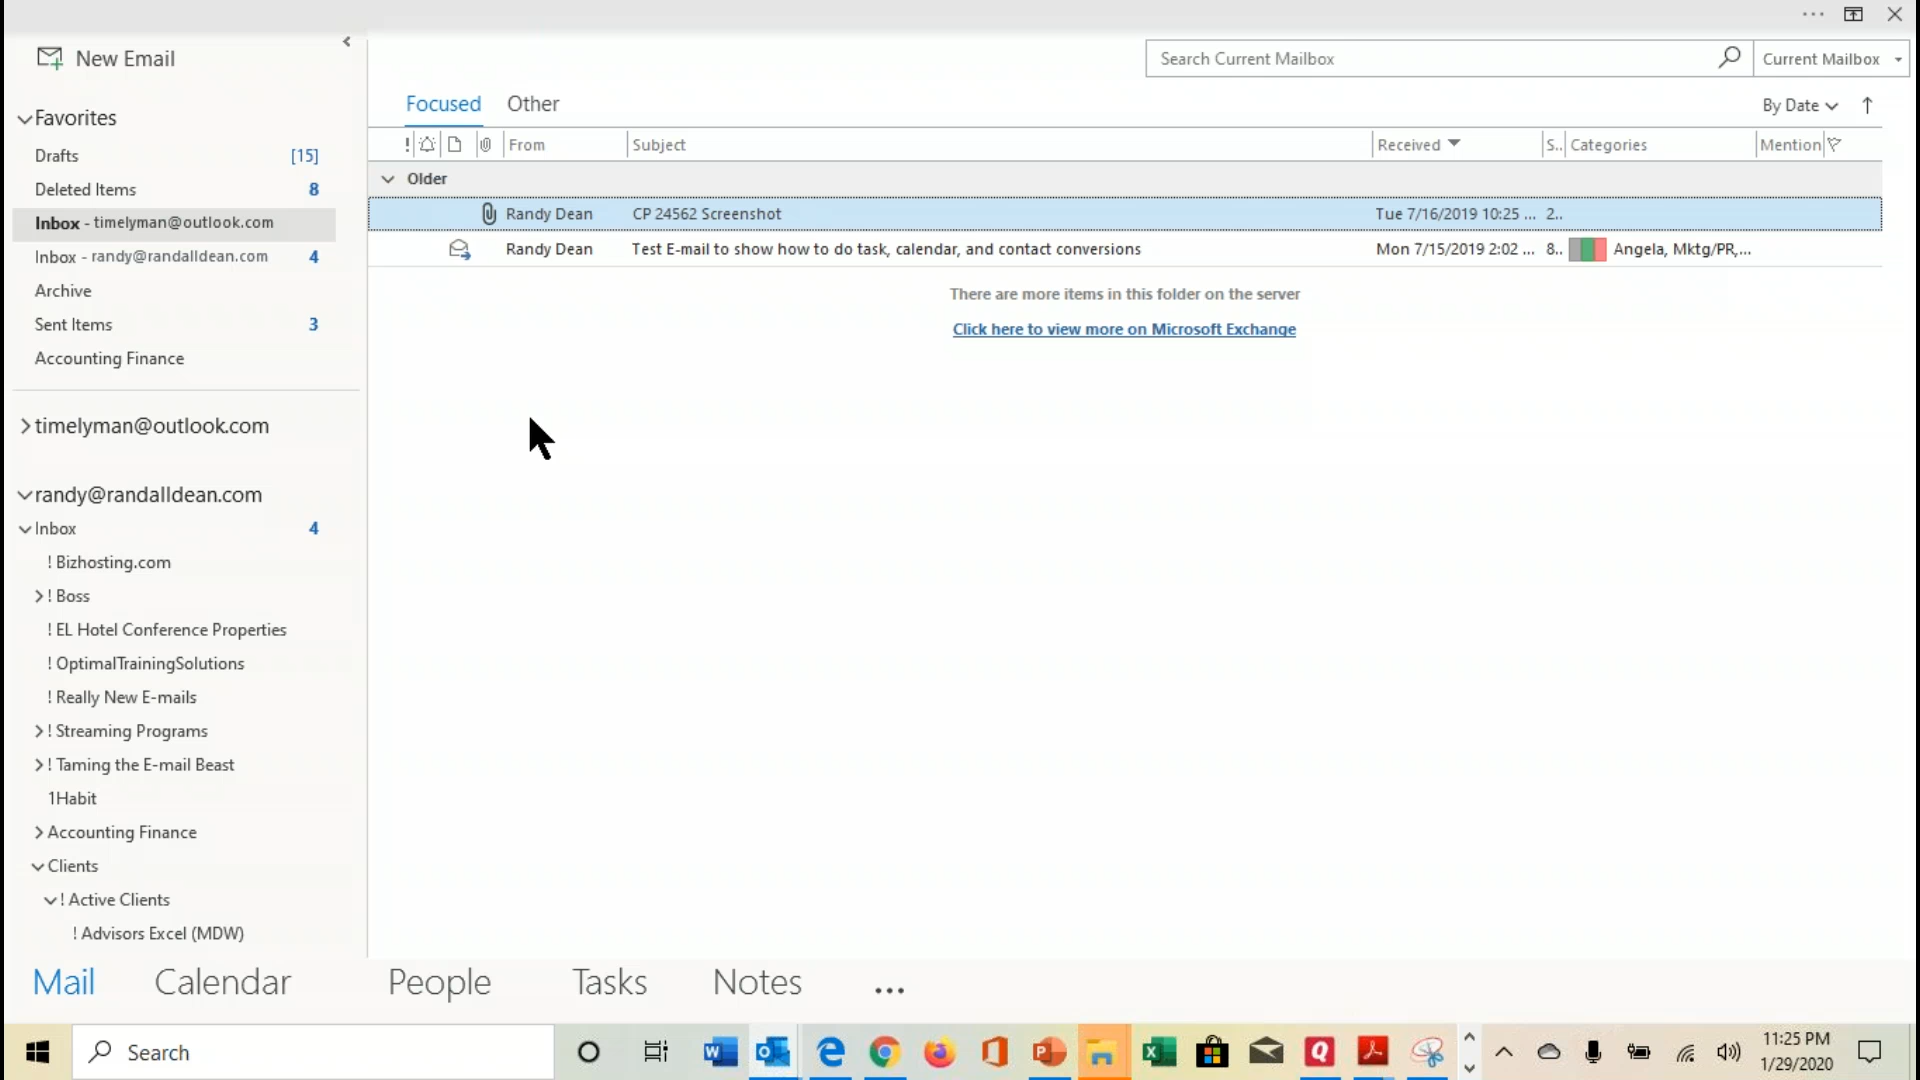 New Email
Search Current Mailbox
Current Mailbox
Favorites
Drafts [15]
Deleted Items 8
Inbox - timelyman@outlook.com
Inbox - randy@randalldean.com 4
Archive
Sent Items 3
Accounting Finance
timelyman@outlook.com
randy@randalldean.com
Inbox 4
! Bizhosting.com
! Boss
! EL Hotel Conference Properties
! OptimalTrainingSolutions
! Really New E-mails
! Streaming Programs
! Taming the E-mail Beast
1Habit
Accounting Finance
Clients
! Active Clients
! Advisors Excel (MDW)
Focused Other
By Date
! From Subject Received S.. Categories Mention
Older
Randy Dean CP 24562 Screenshot Tue 7/16/2019 10:25 ... 2..
Randy Dean Test E-mail to show how to do task, calendar, and contact conversions Mon 7/15/2019 2:02 ... 8.. Angela, Mktg/PR,...
There are more items in this folder on the server
Click here to view more on Microsoft Exchange
Mail Calendar People Tasks Notes ...
Search
11:25 PM
1/29/2020